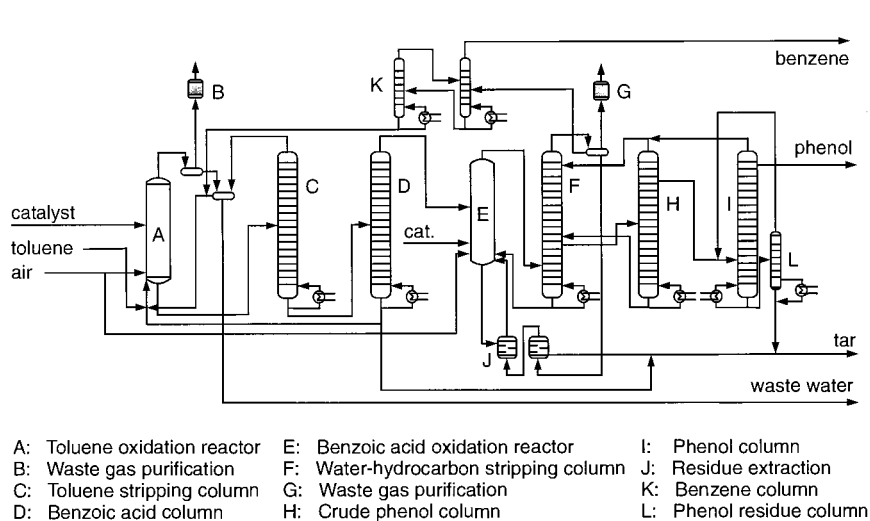 benzene
K
B
G
phenol
C
D
E
F
H
I
A
L
catalyst
cat.
toluene
air
J
tar
waste water
A: Toluene oxidation reactor E: Benzoic acid oxidation reactor I: Phenol column
B: Waste gas purification F: Water-hydrocarbon stripping column J: Residue extraction
C: Toluene stripping column G: Waste gas purification K: Benzene column
D: Benzoic acid column H: Crude phenol column L: Phenol residue column